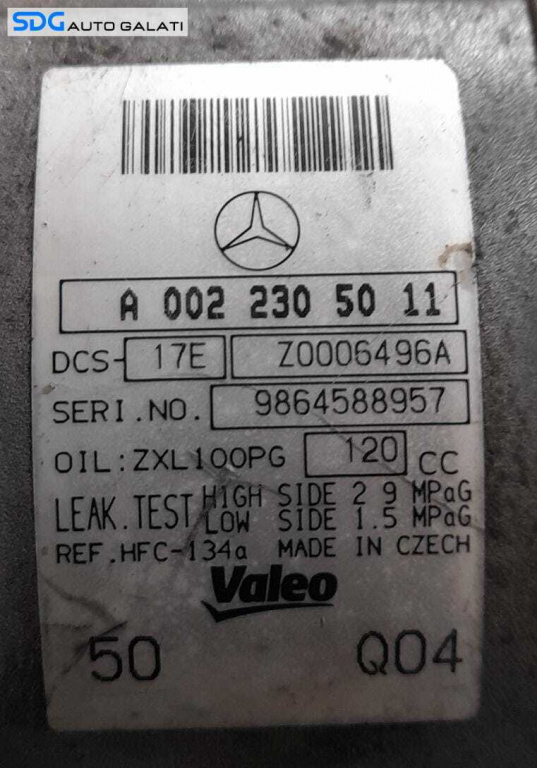 SDG AUTO GALATI
A 002 230 50 11
DCS- 17E Z0006496A
SERI.NO. 9864588957
OIL:ZXL100PG 120 CC
LEAK.TEST HIGH SIDE 2 9 MPaG
LOW SIDE 1.5 MPaG
REF.HFC-134a MADE IN CZECH
Valeo
50 Q04